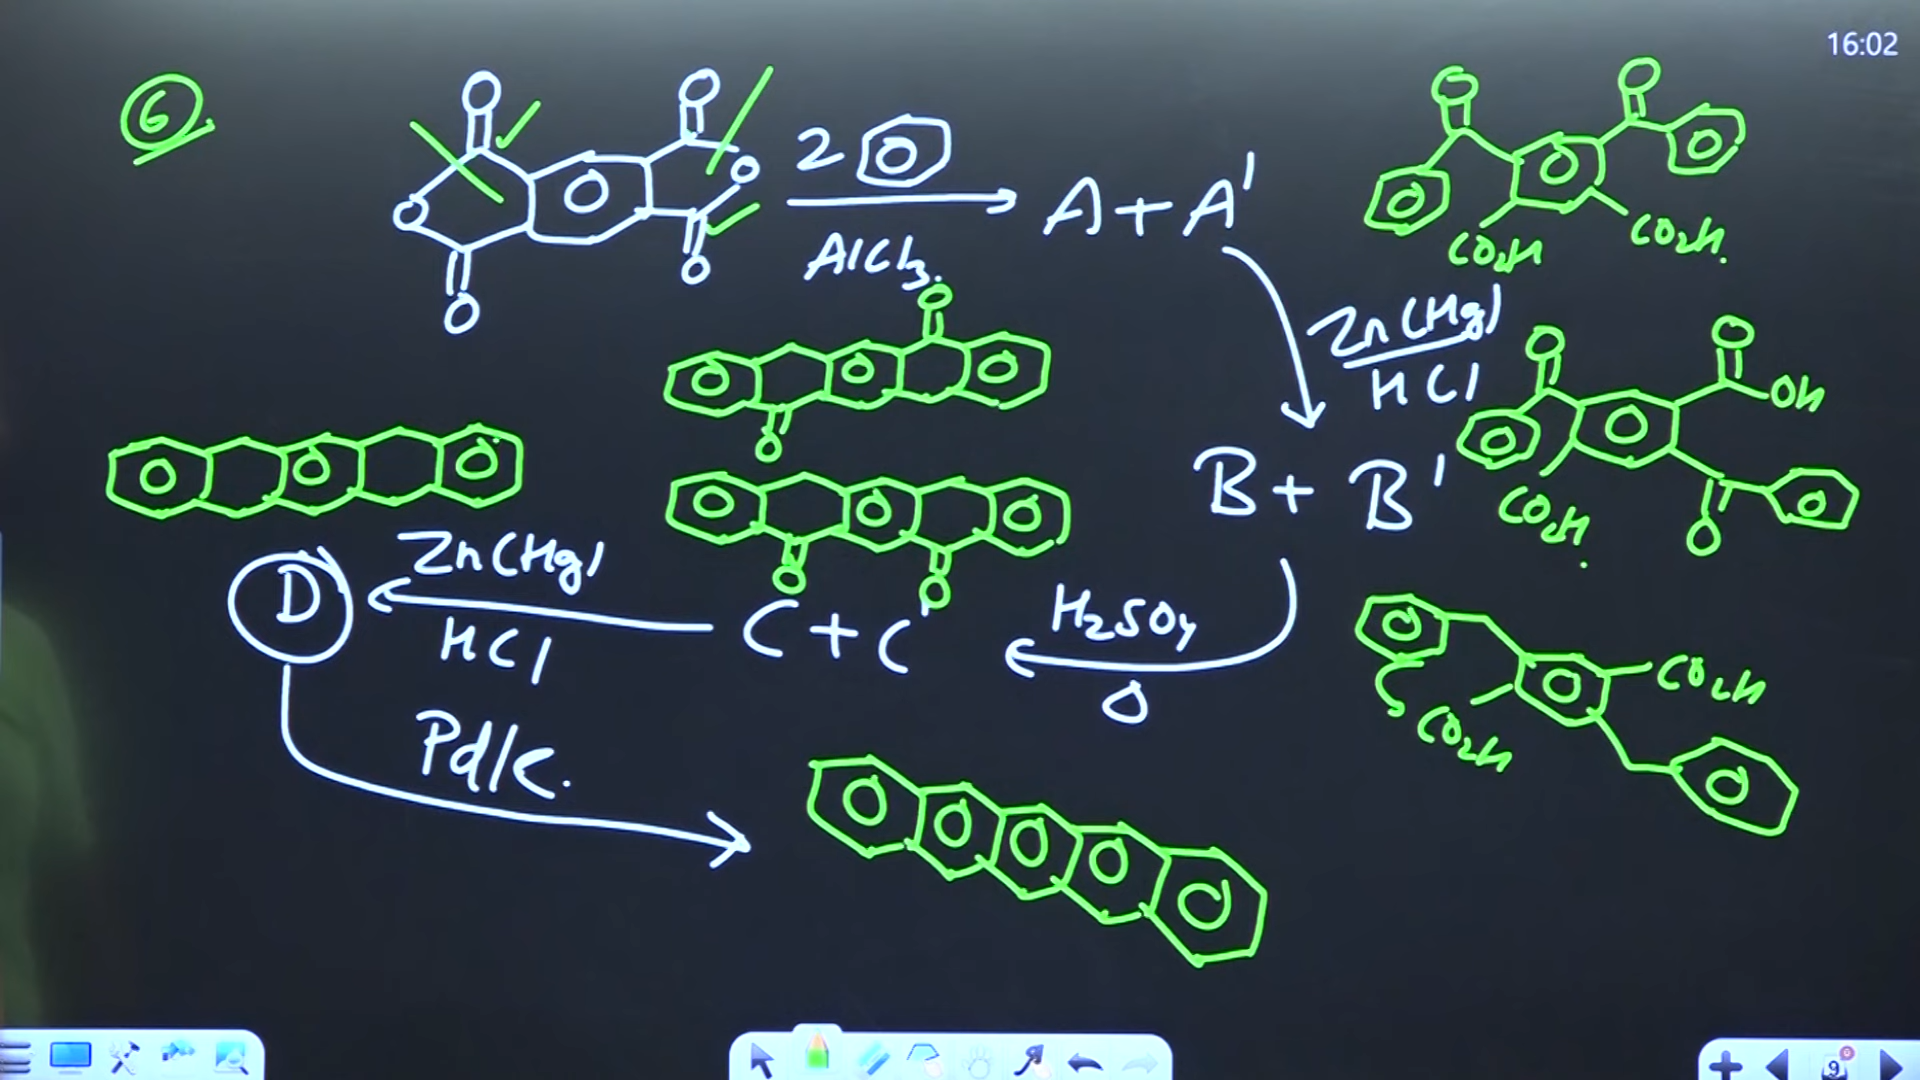 16:02
6
O O
O O
O O
2
AlCl3.
A + A'
O O
CO2H CO2H.
Zn(Hg)
HCl
O O
OH
CO2H.
O
B + B'
H2SO4
Δ
C + C'
O
O
O O
Zn(Hg)
HCl
D
Pd/C.
CO2H
CO2H
9